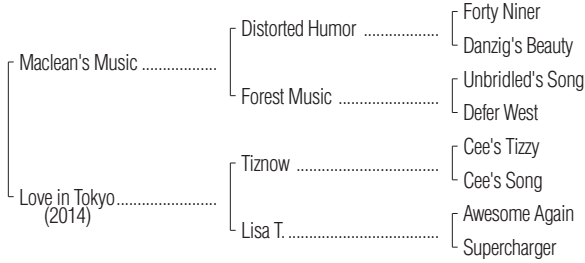 Forty Niner
Distorted Humor
Danzig's Beauty
Maclean's Music
Unbridled's Song
Forest Music
Defer West
Cee's Tizzy
Tiznow
Cee's Song
Love in Tokyo
(2014)
Awesome Again
Lisa T.
Supercharger